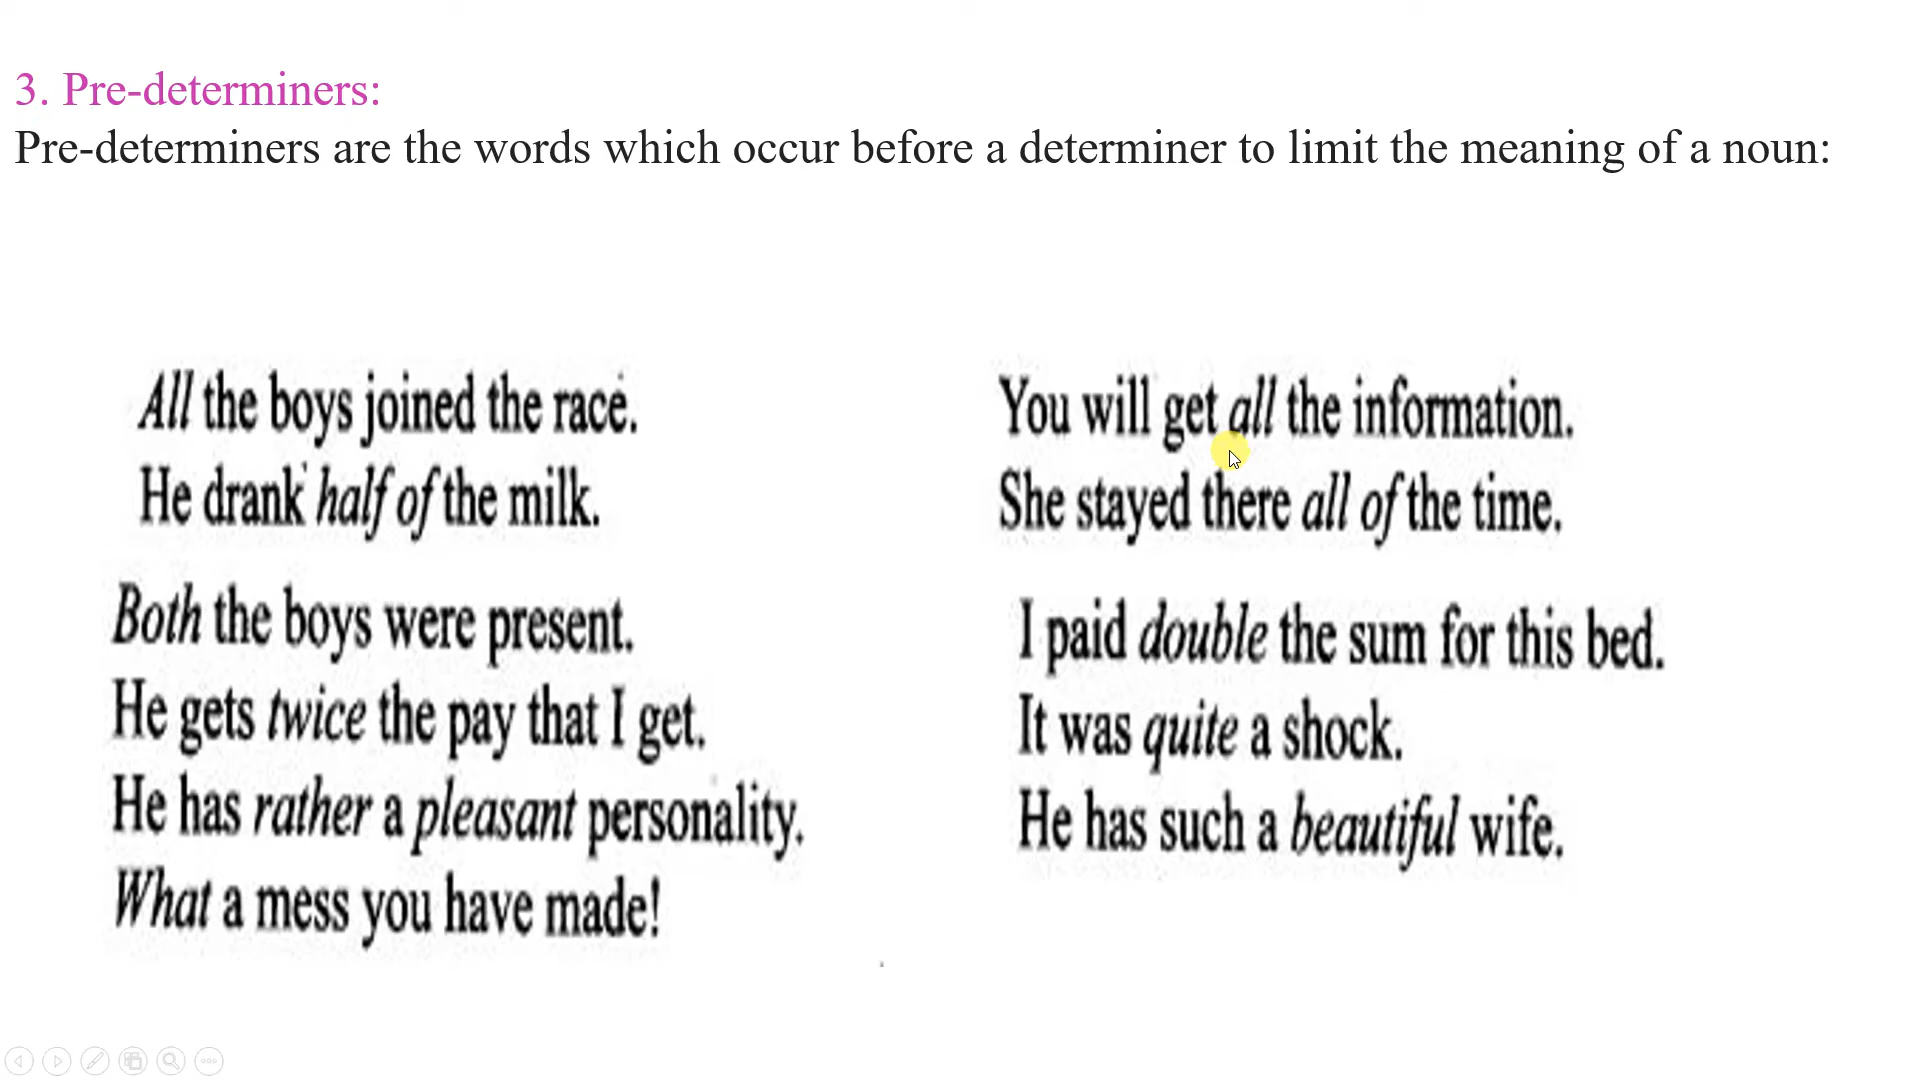 3. Pre-determiners:
Pre-determiners are the words which occur before a determiner to limit the meaning of a noun:
All the boys joined the race.
He drank half of the milk.
Both the boys were present.
He gets twice the pay that I get.
He has rather a pleasant personality.
What a mess you have made!
You will get all the information.
She stayed there all of the time.
I paid double the sum for this bed.
It was quite a shock.
He has such a beautiful wife.